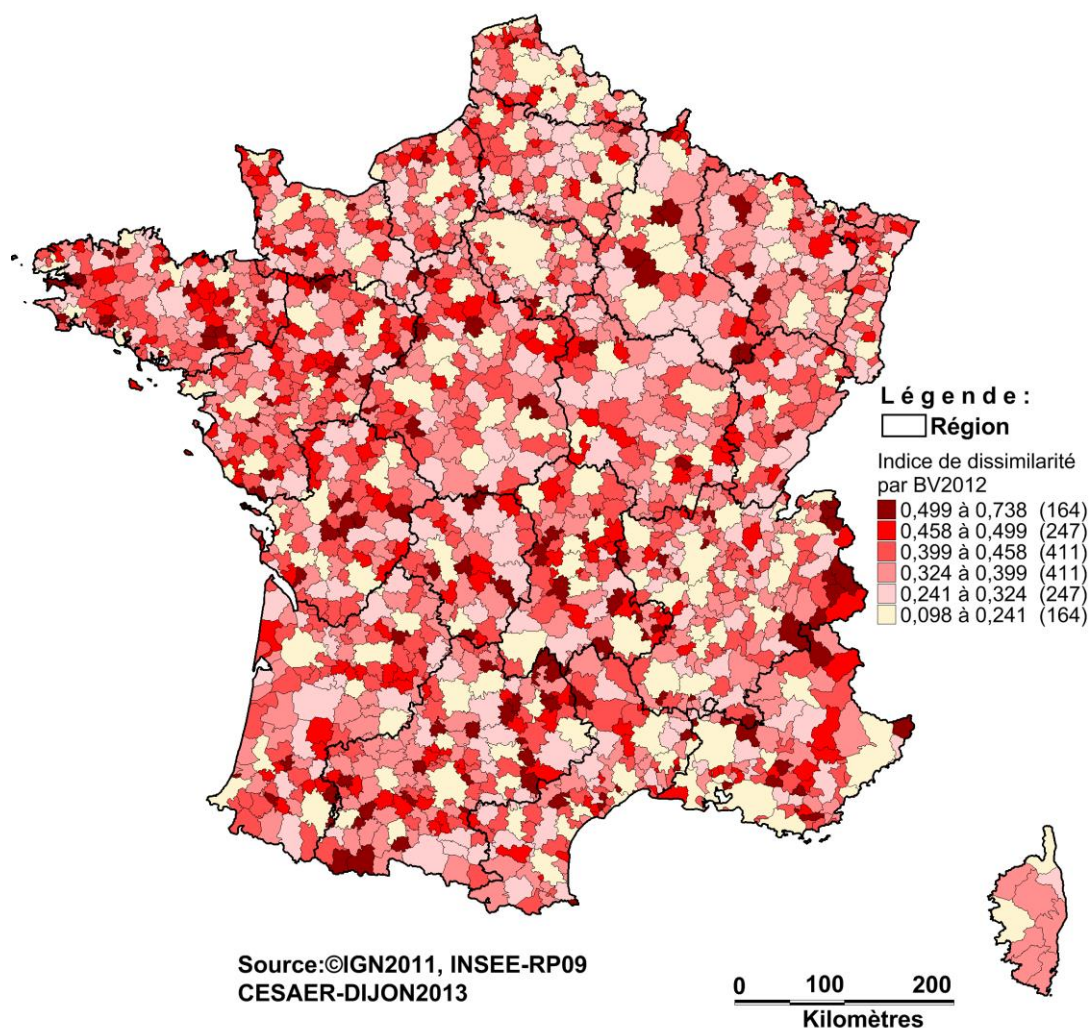 Légende:
Région
Indice de dissimilarité
par BV2012
0,499 à 0,738 (164)
0,458 à 0,499 (247)
0,399 à 0,458 (411)
0,324 à 0,399 (411)
0,241 à 0,324 (247)
0,098 à 0,241 (164)
Source:©IGN2011, INSEE-RP09
CESAER-DIJON2013
0 100 200
Kilomètres